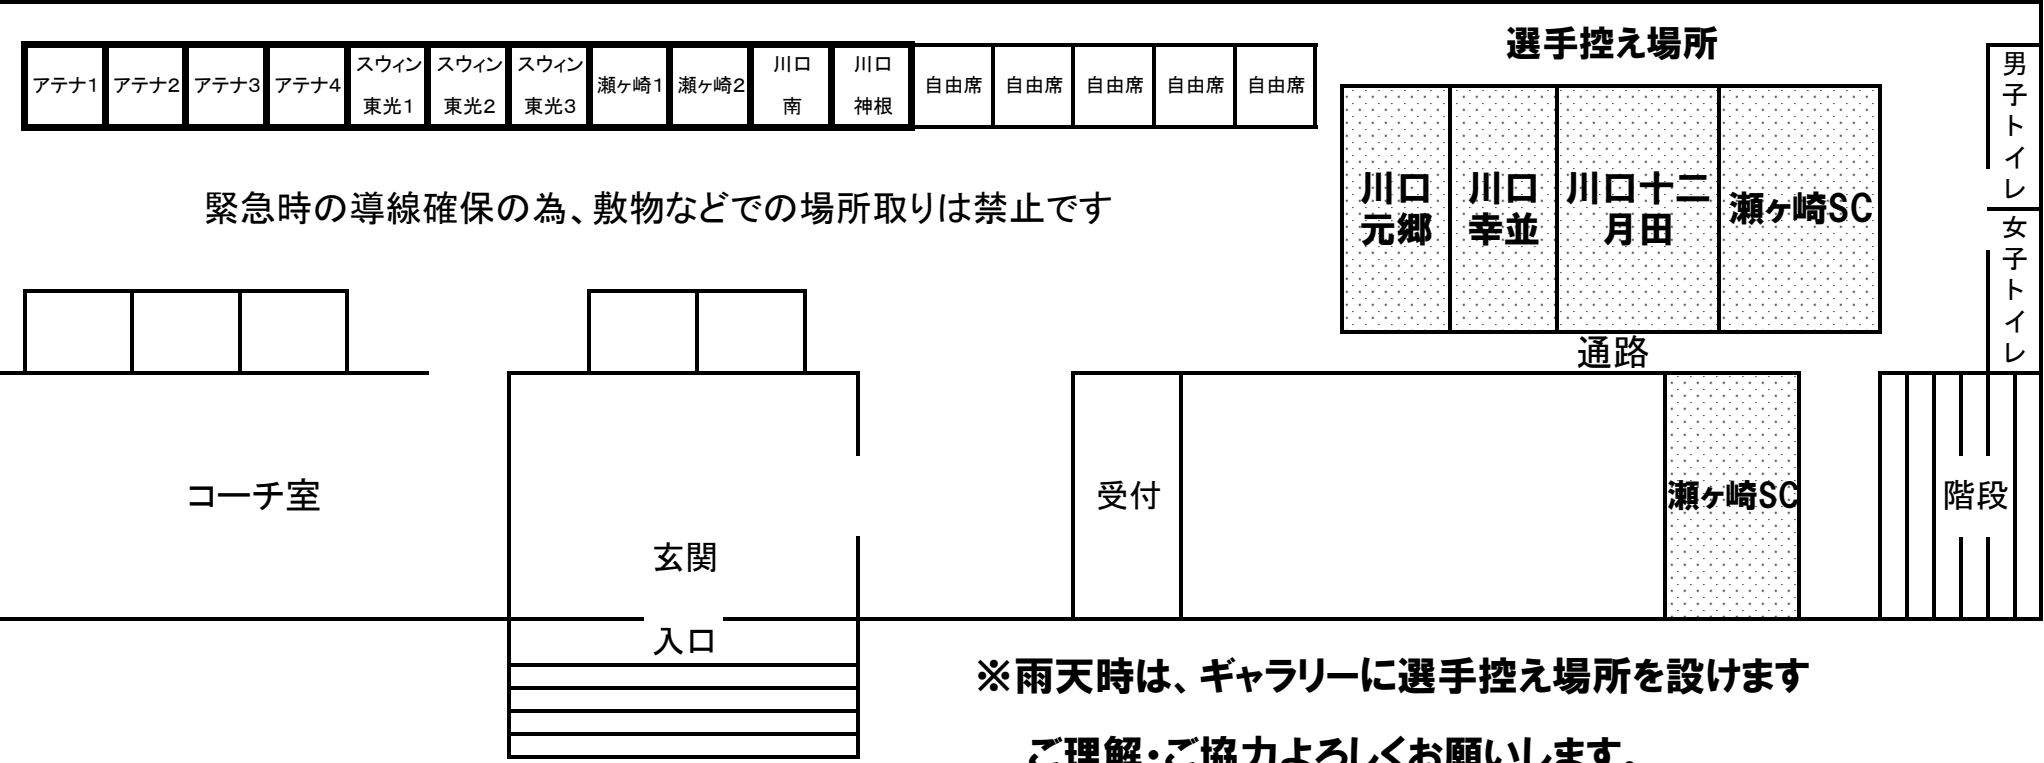 選手控え場所
アテナ1 アテナ2 アテナ3 アテナ4 スウィン東光1 スウィン東光2 スウィン東光3 瀬ヶ崎1 瀬ヶ崎2 川口南 川口神根 自由席 自由席 自由席 自由席 自由席
男子トイレ
川口元郷 川口幸並 川口十二月田 瀬ヶ崎SC
緊急時の導線確保の為、敷物などでの場所取りは禁止です
女子トイレ
通路
コーチ室
玄関
受付
瀬ヶ崎SC
階段
入口
※雨天時は、ギャラリーに選手控え場所を設けます
ご理解・ご協力よろしくお願いします。